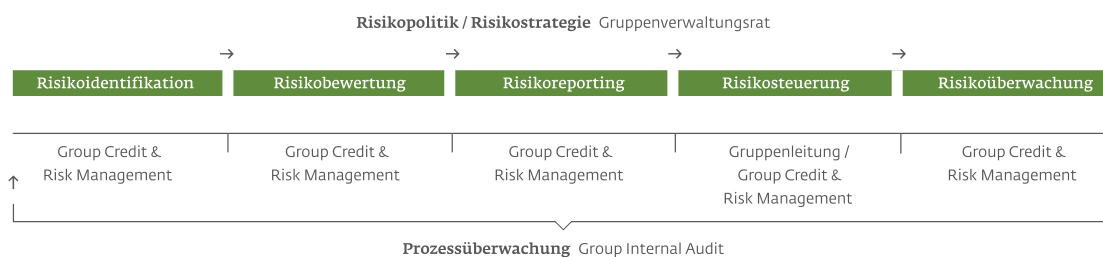 Risikopolitik / Risikostrategie Gruppenverwaltungsrat
Risikoidentifikation
Risikobewertung
Risikoreporting
Risikosteuerung
Risikoüberwachung
Group Credit &
Risk Management
Group Credit &
Risk Management
Group Credit &
Risk Management
Gruppenleitung /
Group Credit &
Risk Management
Group Credit &
Risk Management
Prozessüberwachung Group Internal Audit